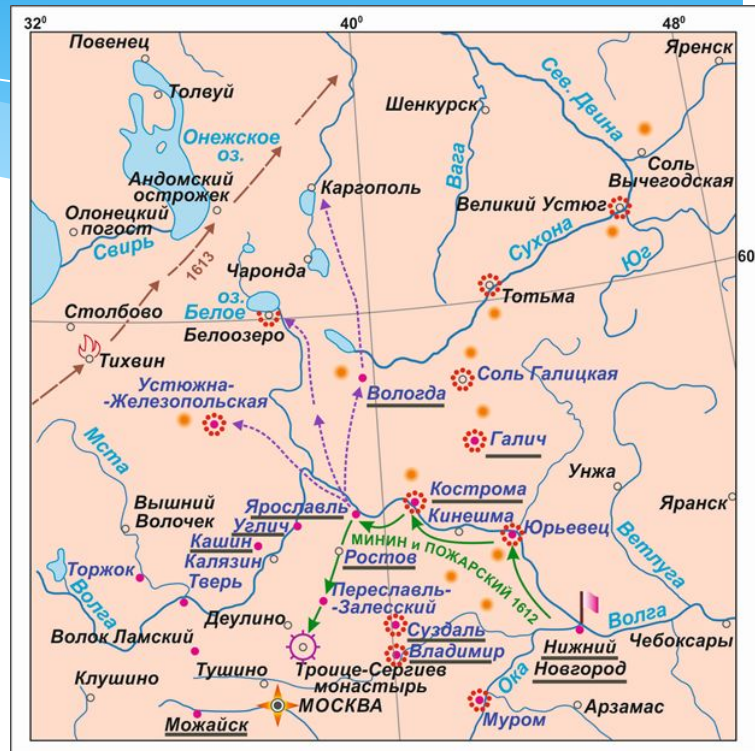 32⁰
40⁰
48⁰
Повенец
Яренск
Толвуй
Шенкурск
Сев. Двина
Онежское
оз.
Вага
Соль
Вычегодская
Андомский
острожек
Каргополь
Великий Устюг
Олонецкий
погост
Свирь
1613
Чаронда
Сухона
Юг
60
Столбово
оз.
Белое
Белоозеро
Тотьма
Тихвин
Устюжна-
-Железопольская
Вологда
Соль Галицкая
Галич
Мста
Унжа
Вышний
Волочек
Ярославль
Кострома
Яранск
Углич
Кинешма
Юрьевец
Кашин
МИНИН и ПОЖАРСКИЙ 1612
Ветлуга
Калязин
Ростов
Торжок
Тверь
Переславль-
-Залесский
Волга
Волга
Деулино
Суздаль
Чебоксары
Волок Ламский
Владимир
Нижний
Новгород
Троице-Сергиев
монастырь
Ока
Клушино
Тушино
МОСКВА
Можайск
Муром
Арзамас